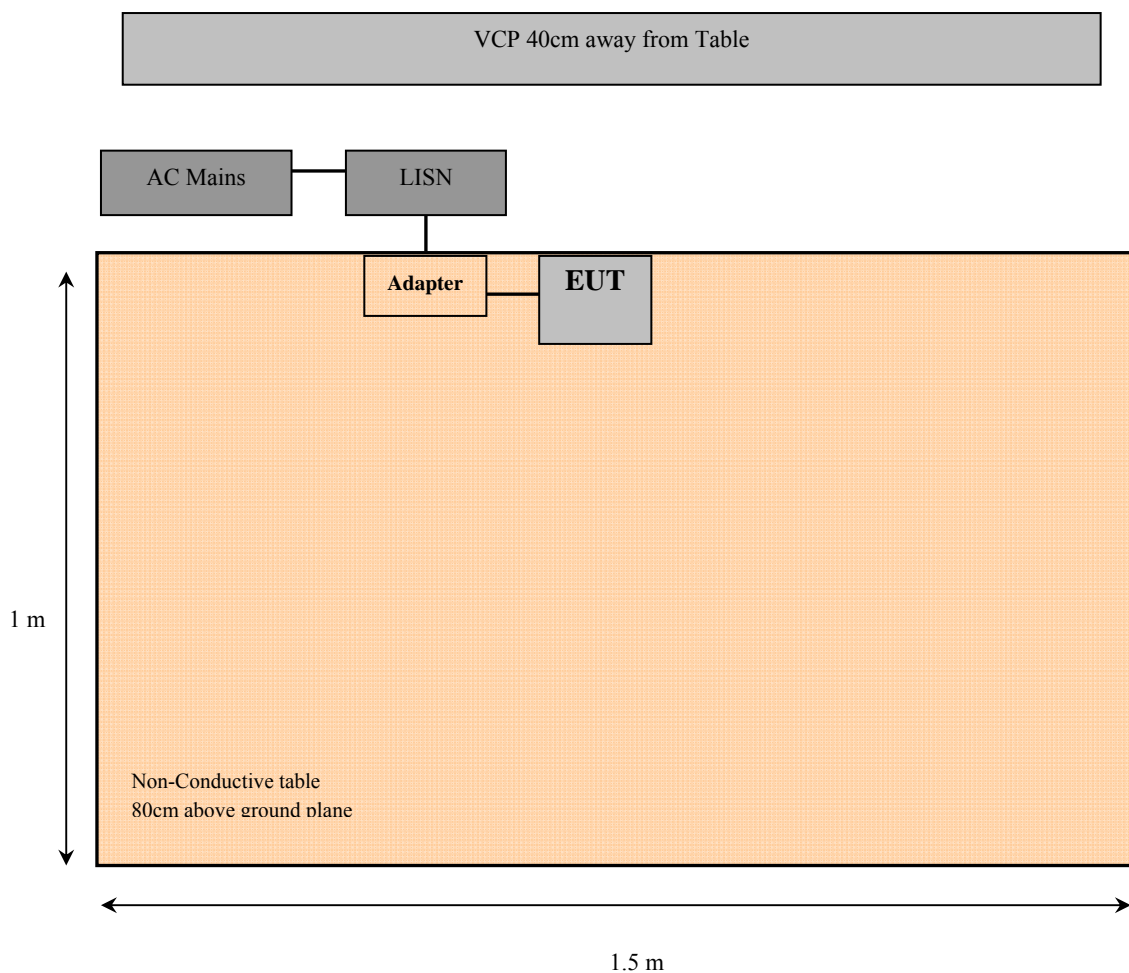 VCP 40cm away from Table
AC Mains
LISN
Adapter
EUT
1 m
Non-Conductive table
80cm above ground plane
1.5 m